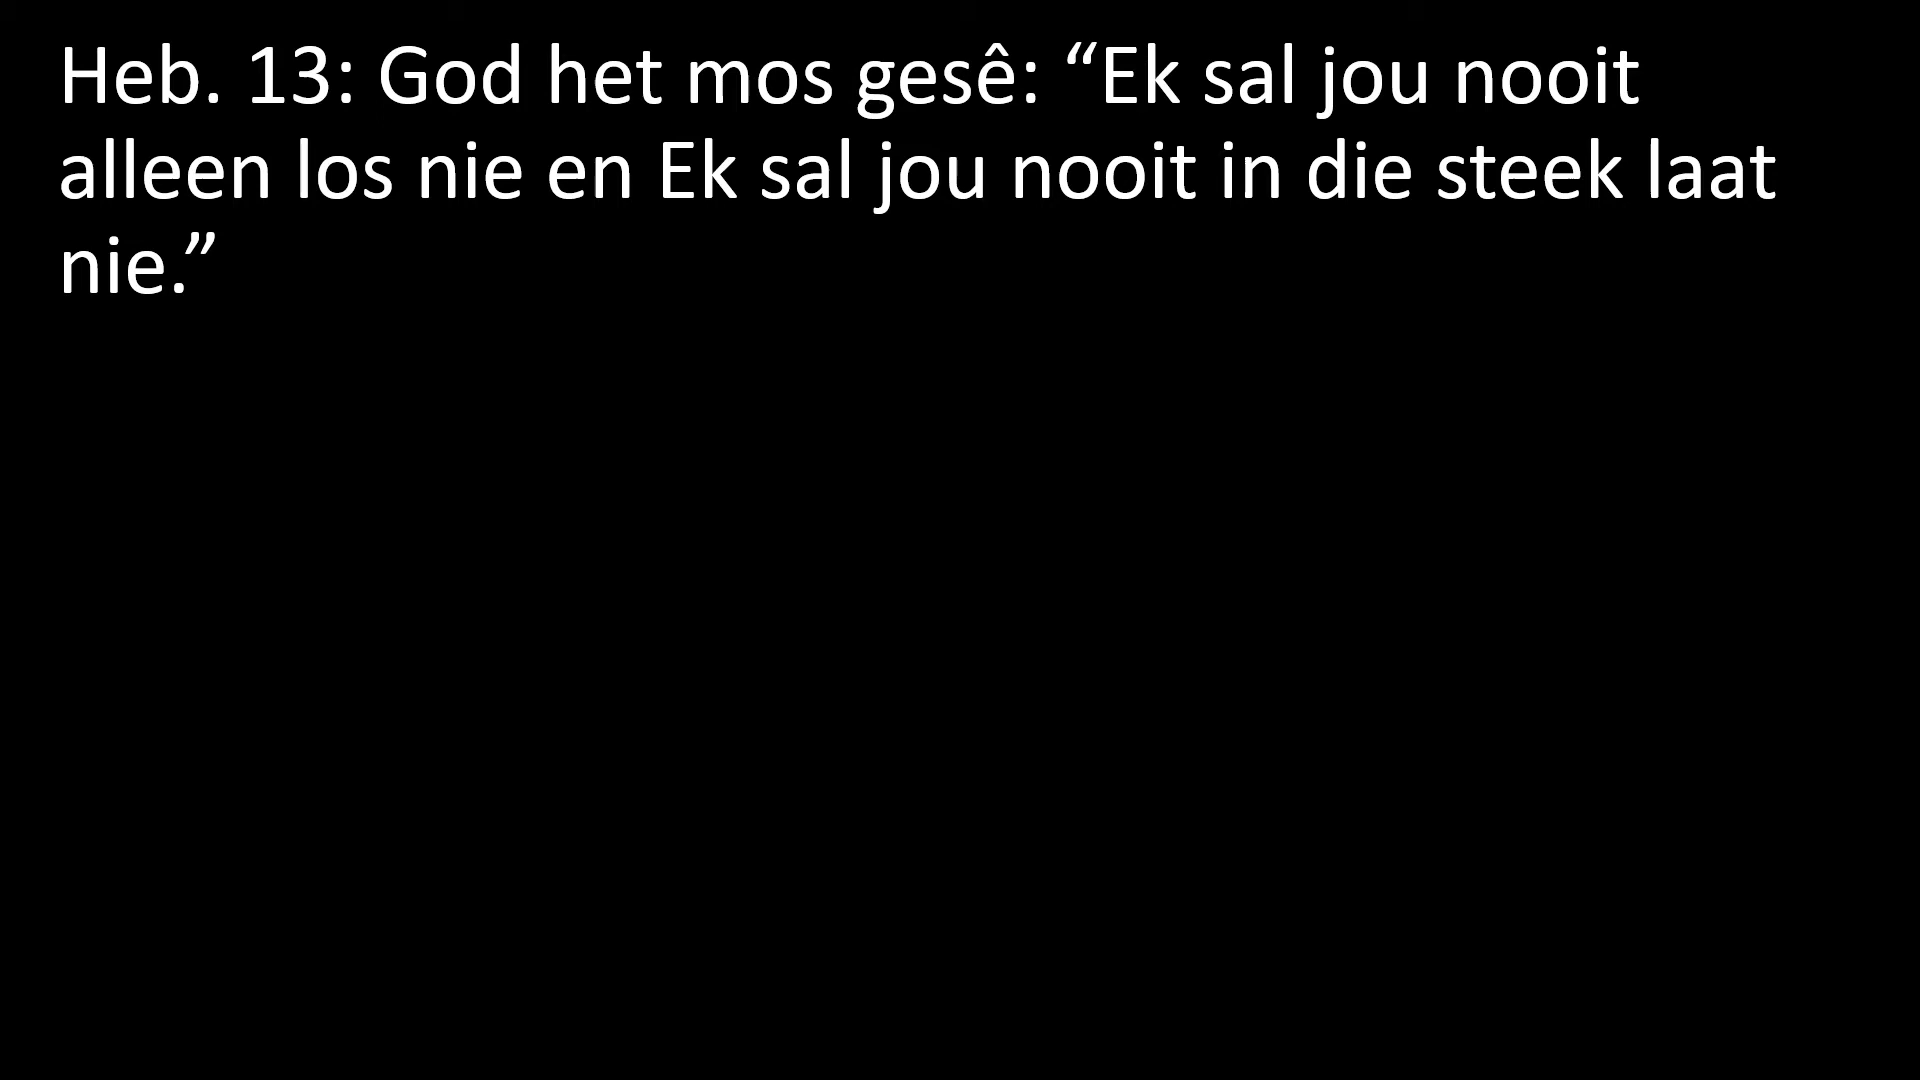 Heb. 13: God het mos gesê: “Ek sal jou nooit
alleen los nie en Ek sal jou nooit in die steek laat
nie.”